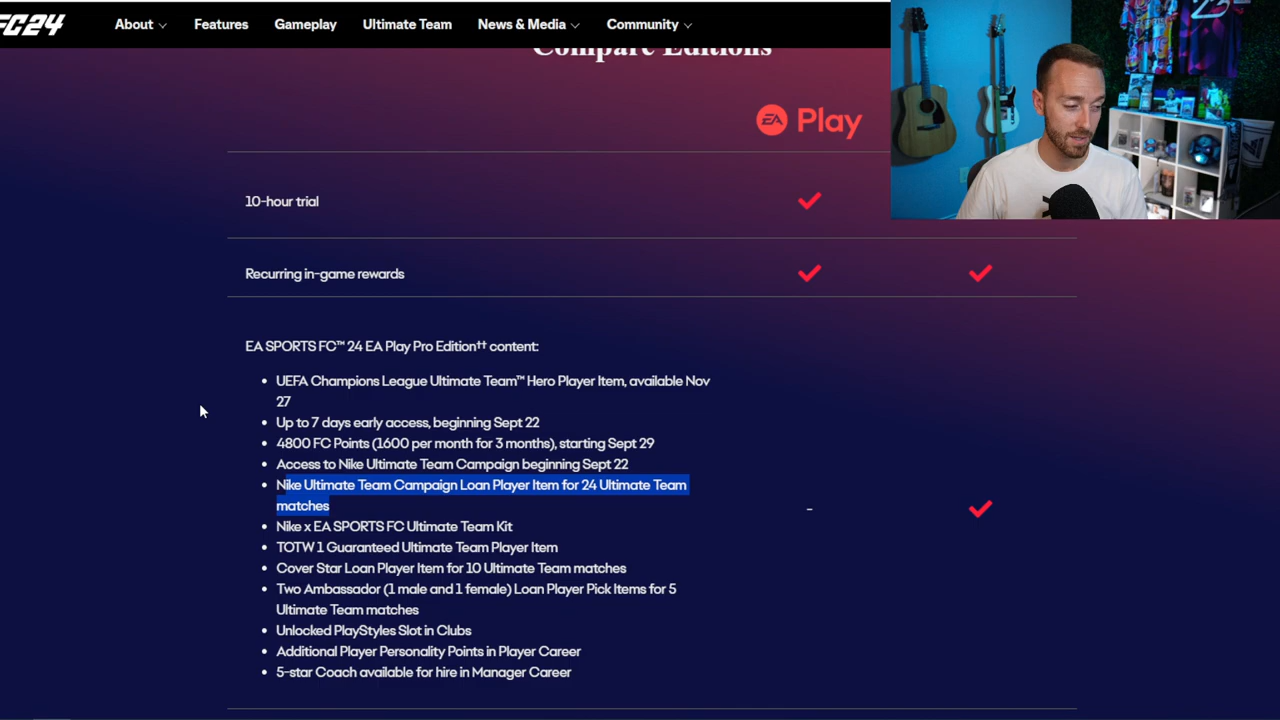 FC24
About
Features
Gameplay
Ultimate Team
News & Media
Community
Compare Editions
EA Play
10-hour trial
Recurring in-game rewards
EA SPORTS FC™ 24 EA Play Pro Edition†† content:
• UEFA Champions League Ultimate Team™ Hero Player Item, available Nov
27
• Up to 7 days early access, beginning Sept 22
• 4800 FC Points (1600 per month for 3 months), starting Sept 29
• Access to Nike Ultimate Team Campaign beginning Sept 22
• Nike Ultimate Team Campaign Loan Player Item for 24 Ultimate Team
matches
• Nike x EA SPORTS FC Ultimate Team Kit
• TOTW 1 Guaranteed Ultimate Team Player Item
• Cover Star Loan Player Item for 10 Ultimate Team matches
• Two Ambassador (1 male and 1 female) Loan Player Pick Items for 5
Ultimate Team matches
• Unlocked PlayStyles Slot in Clubs
• Additional Player Personality Points in Player Career
• 5-star Coach available for hire in Manager Career
-
23